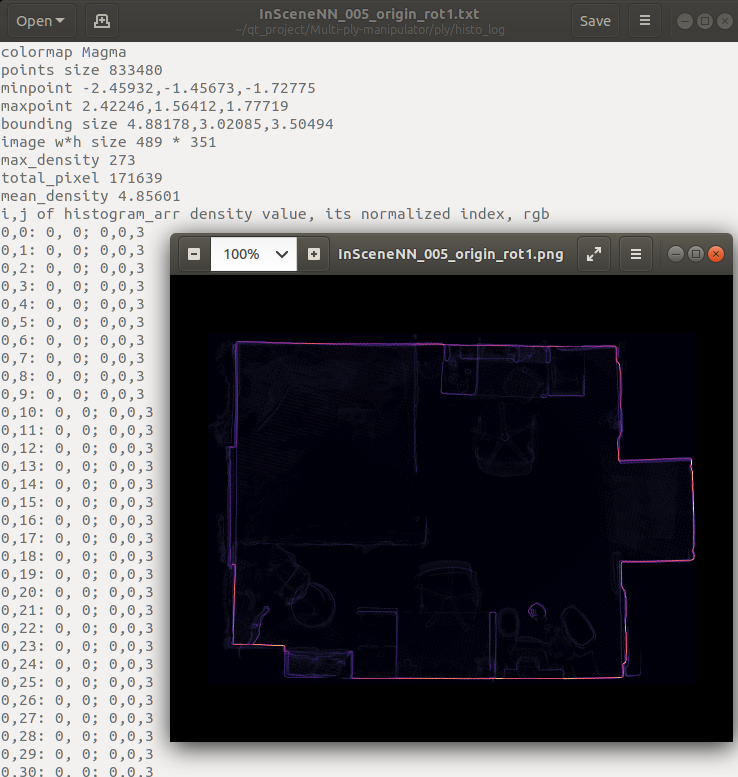 Open
InSceneNN_005_origin_rot1.txt
~/qt_project/Multi-ply-manipulator/ply/histo_log
Save
colormap Magma
points size 833480
minpoint -2.45932,-1.45673,-1.72775
maxpoint 2.42246,1.56412,1.77719
bounding size 4.88178,3.02085,3.50494
image w*h size 489 * 351
max_density 273
total_pixel 171639
mean_density 4.85601
i,j of histogram_arr density value, its normalized index, rgb
0,0: 0, 0; 0,0,3
0,1: 0, 0; 0,0,3
0,2: 0, 0; 0,0,3
0,3: 0, 0; 0,0,3
0,4: 0, 0; 0,0,3
0,5: 0, 0; 0,0,3
0,6: 0, 0; 0,0,3
0,7: 0, 0; 0,0,3
0,8: 0, 0; 0,0,3
0,9: 0, 0; 0,0,3
0,10: 0, 0; 0,0,3
0,11: 0, 0; 0,0,3
0,12: 0, 0; 0,0,3
0,13: 0, 0; 0,0,3
0,14: 0, 0; 0,0,3
0,15: 0, 0; 0,0,3
0,16: 0, 0; 0,0,3
0,17: 0, 0; 0,0,3
0,18: 0, 0; 0,0,3
0,19: 0, 0; 0,0,3
0,20: 0, 0; 0,0,3
0,21: 0, 0; 0,0,3
0,22: 0, 0; 0,0,3
0,23: 0, 0; 0,0,3
0,24: 0, 0; 0,0,3
0,25: 0, 0; 0,0,3
0,26: 0, 0; 0,0,3
0,27: 0, 0; 0,0,3
0,28: 0, 0; 0,0,3
0,29: 0, 0; 0,0,3
0,30: 0, 0; 0,0,3
100%
InSceneNN_005_origin_rot1.png